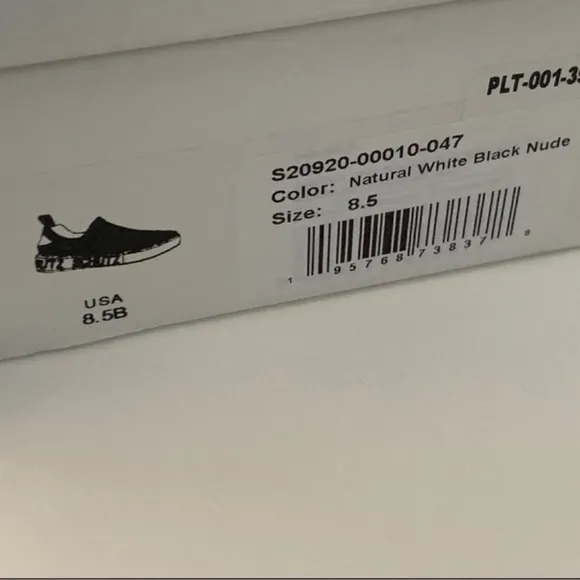 PLT-001-3
S20920-00010-047
Color: Natural White Black Nude
Size: 8.5
1 95768 73837 8
USA
8.5B